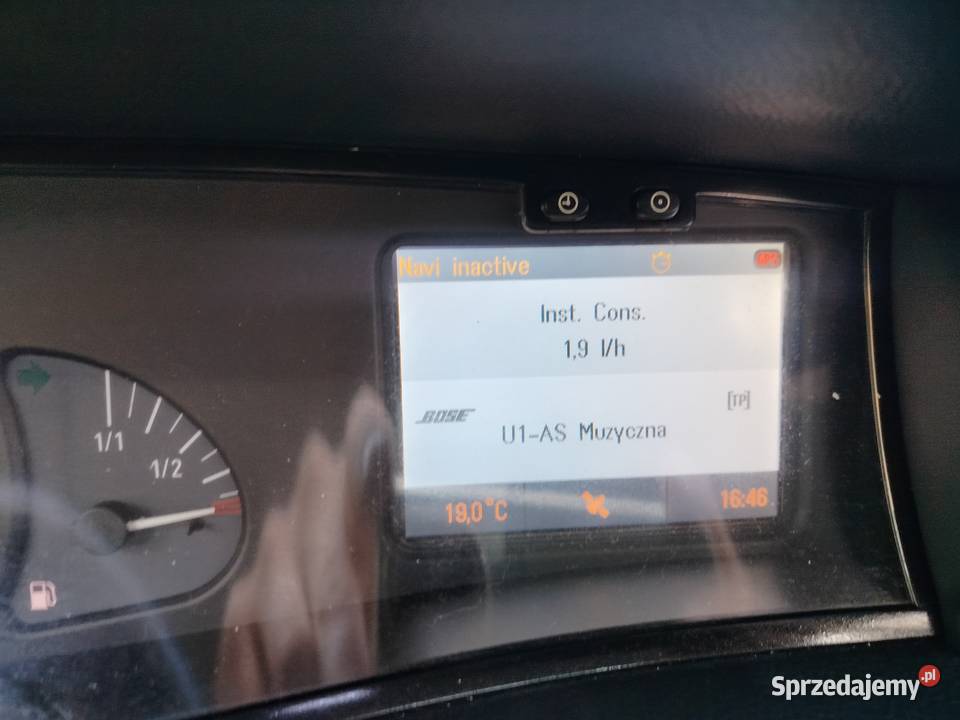 Navi inactive
GPS
Inst. Cons.
1,9 l/h
BOSE
[TP]
U1-AS Muzyczna
19,0°C
16:46
1/1
1/2
Sprzedajemy.pl